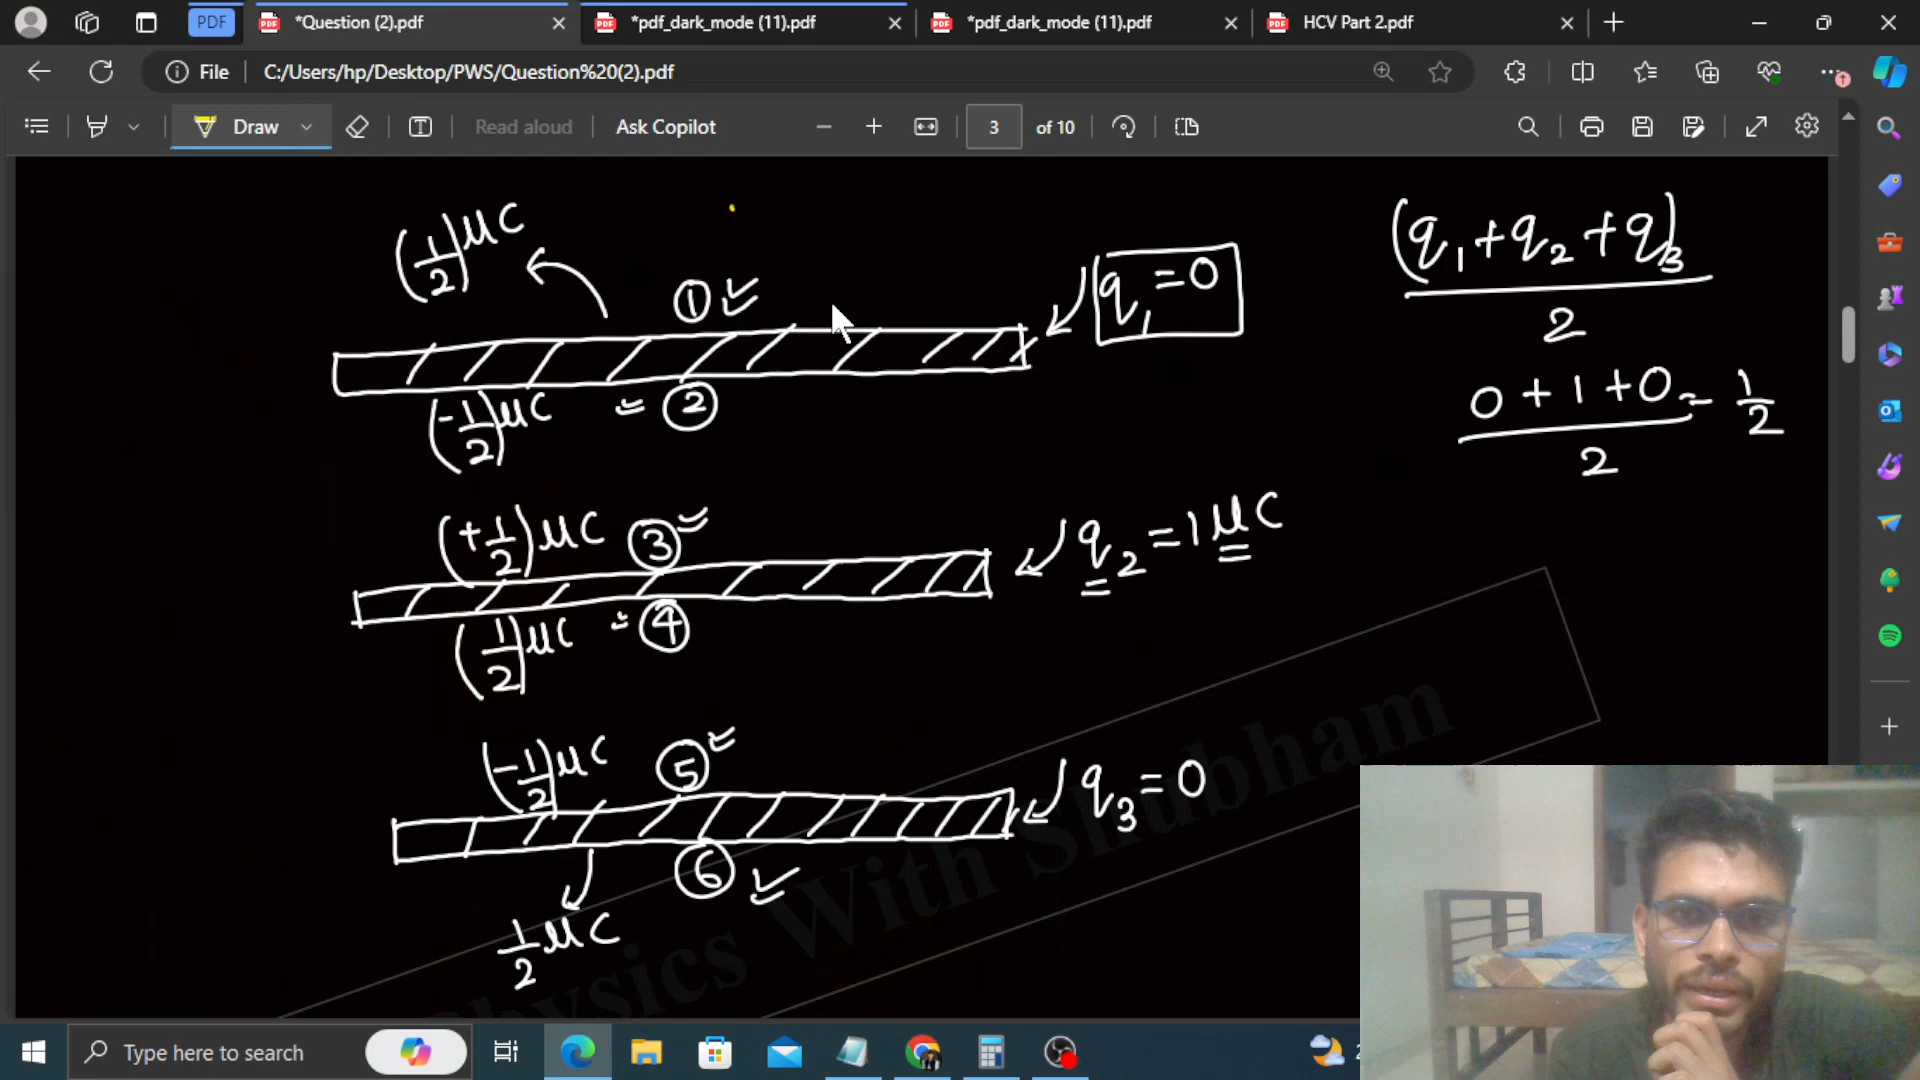 PDF
*Question (2).pdf
*pdf_dark_mode (11).pdf
*pdf_dark_mode (11).pdf
HCV Part 2.pdf
File
C:/Users/hp/Desktop/PWS/Question%20(2).pdf
Draw
Read aloud
Ask Copilot
3
of 10
(1/2)μC
① 
q₁=0
(-1/2)μC
②
(q₁+q₂+q₃)
2
0+1+0 = 1/2
2
(+1/2)μC
③
q₂=1μC
(1/2)μC
④
(-1/2)μC
⑤
q₃=0
⑥
1/2 μC
Physics With Shubham
Type here to search
2